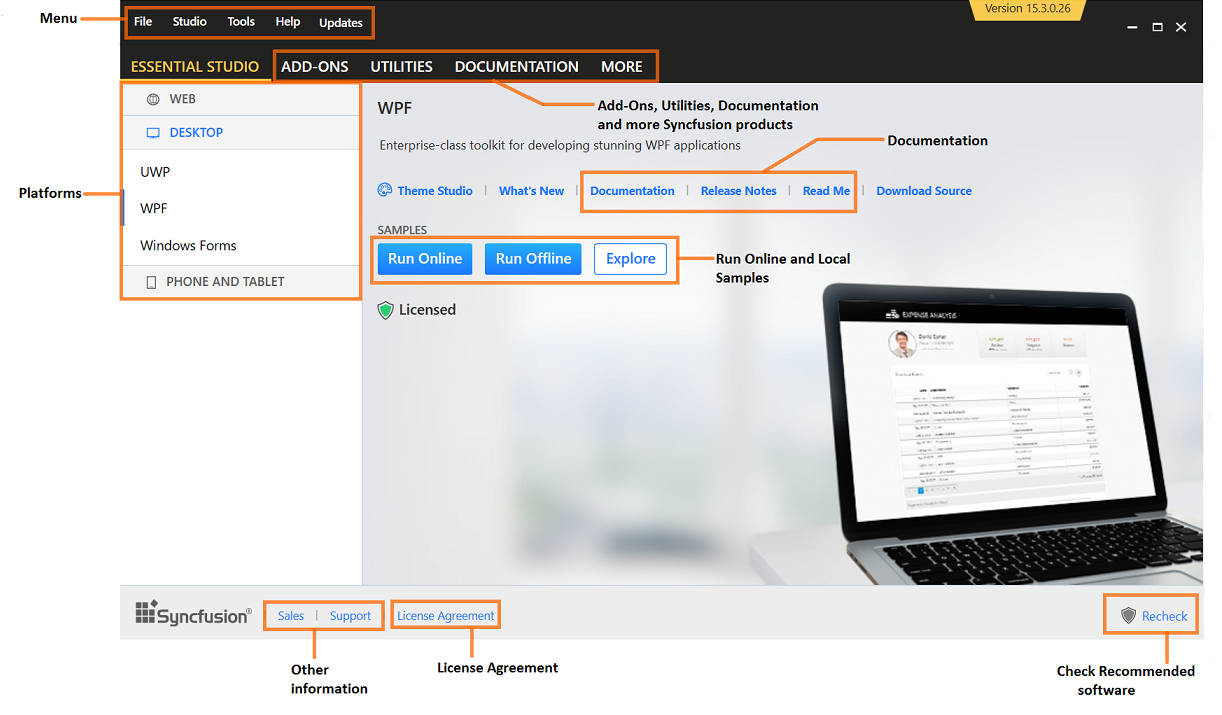 Menu
File Studio Tools Help Updates
Version 15.3.0.26
ESSENTIAL STUDIO ADD-ONS UTILITIES DOCUMENTATION MORE
WEB
DESKTOP
UWP
WPF
Windows Forms
PHONE AND TABLET
Platforms
WPF
Add-Ons, Utilities, Documentation
and more Syncfusion products
Enterprise-class toolkit for developing stunning WPF applications
Documentation
Theme Studio | What's New | Documentation | Release Notes | Read Me | Download Source
SAMPLES
Run Online Run Offline Explore
Run Online and Local
Samples
Licensed
EXPENSE ANALYSIS
Syncfusion®
Sales | Support
License Agreement
Recheck
Other
information
License Agreement
Check Recommended
software